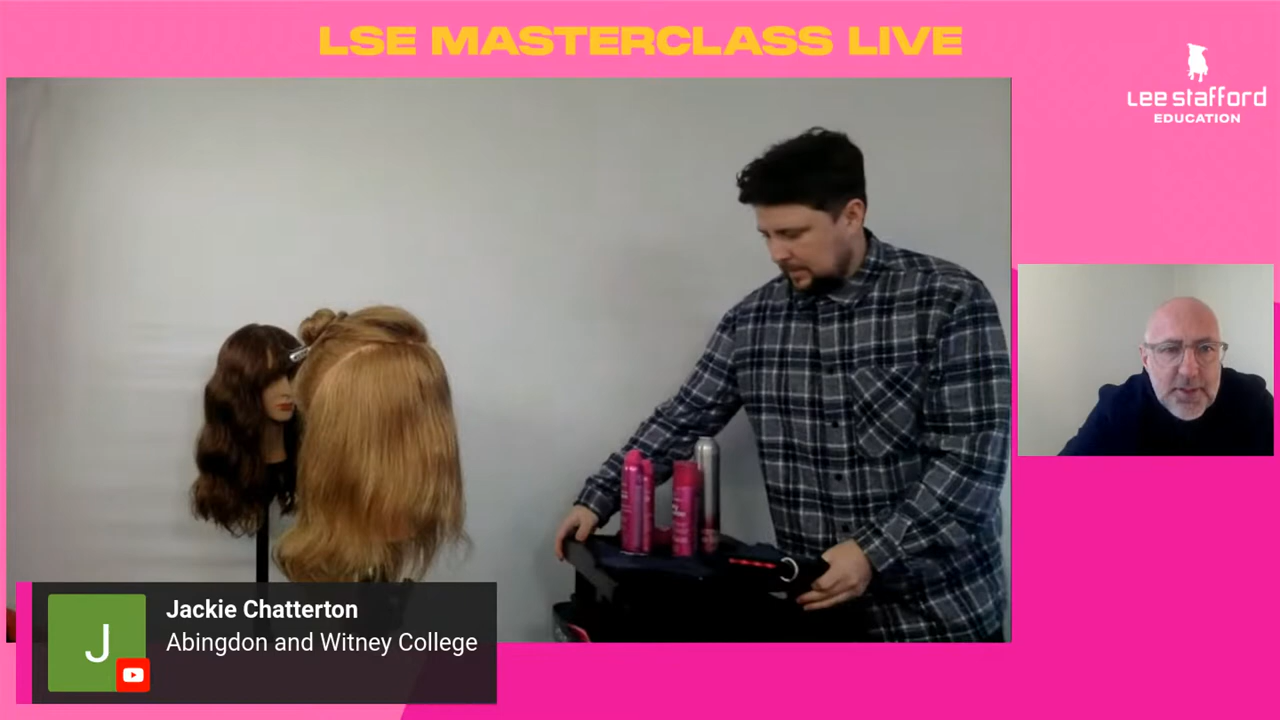 LSE MASTERCLASS LIVE
Lee Stafford
EDUCATION
J
Jackie Chatterton
Abingdon and Witney College